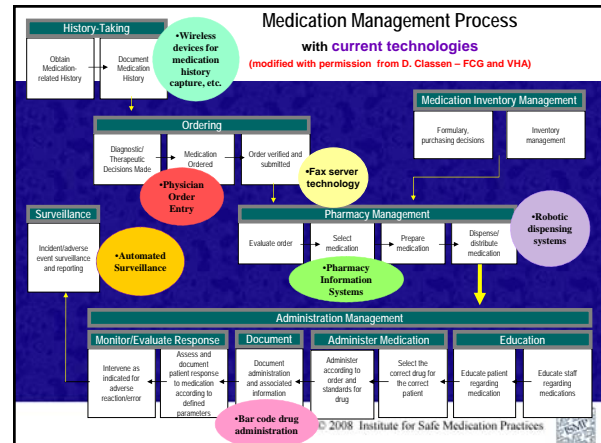 Medication Management Process
with current technologies
(modified with permission from D. Classen – FCG and VHA)
History-Taking
Obtain
Medication-
related History
Document
Medication
History
•Wireless
devices for
medication
history
capture, etc.
Medication Inventory Management
Formulary,
purchasing decisions
Inventory
management
Ordering
Diagnostic/
Therapeutic
Decisions Made
Medication
Ordered
Order verified and
submitted
•Physician
Order
Entry
•Fax server
technology
Surveillance
Incident/adverse
event surveillance
and reporting
•Automated
Surveillance
Pharmacy Management
Evaluate order
Select
medication
Prepare medication
Dispense/
distribute
medication
•Pharmacy
Information
Systems
•Robotic
dispensing
systems
Administration Management
Monitor/Evaluate Response
Intervene as
indicated for
adverse
reaction/error
Assess and
document
patient response
to medication
according to
defined
parameters
Document
Document
administration
and associated
information
Administer Medication
Administer
according to
order and
standards for
drug
Select the
correct drug for
the correct
patient
Education
Educate patient
regarding
medication
Educate staff
regarding
medications
•Bar code drug
administration
© 2008 Institute for Safe Medication Practices
ISMP